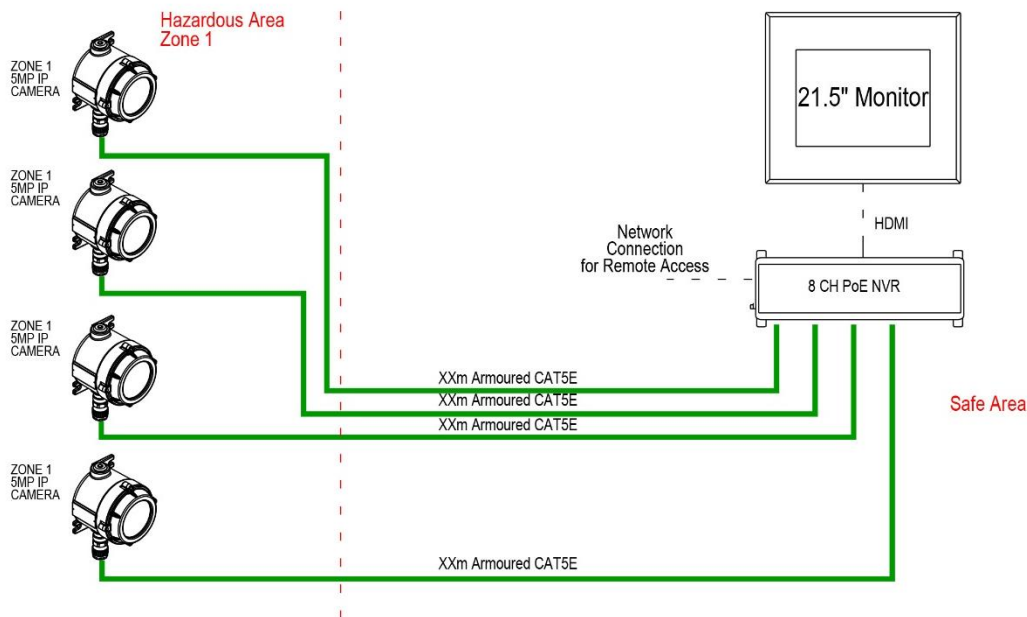 Hazardous Area
Zone 1
ZONE 1
5MP IP
CAMERA
21.5" Monitor
ZONE 1
5MP IP
CAMERA
HDMI
Network
Connection
for Remote Access
8 CH PoE NVR
ZONE 1
5MP IP
CAMERA
XXm Armoured CAT5E
XXm Armoured CAT5E
XXm Armoured CAT5E
Safe Area
ZONE 1
5MP IP
CAMERA
XXm Armoured CAT5E